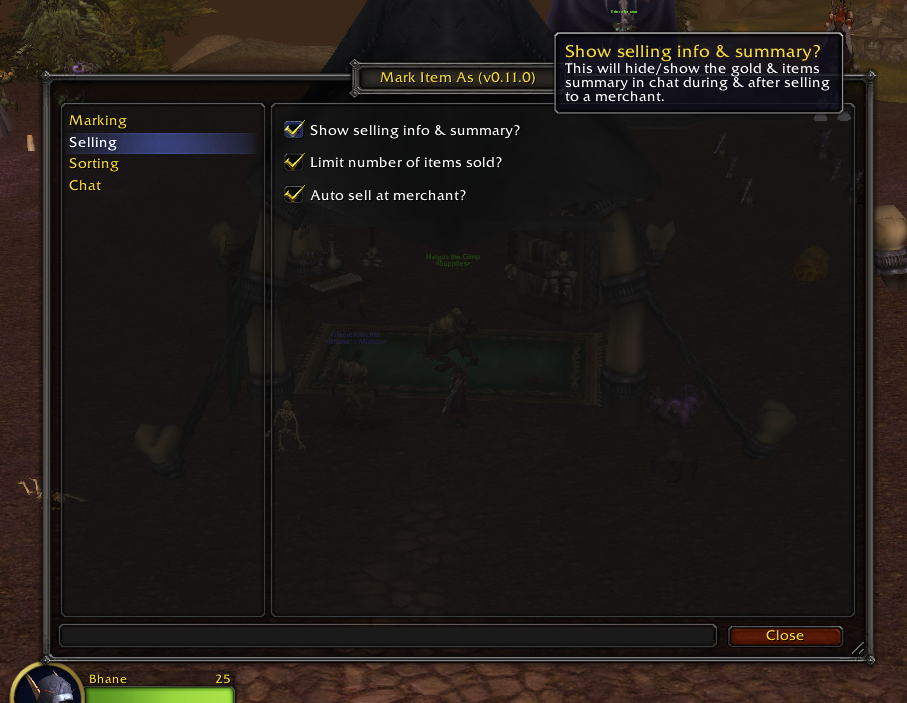 Show selling info & summary?
This will hide/show the gold & items
summary in chat during & after selling
to a merchant.
Mark Item As (v0.11.0)
Marking
Selling
Sorting
Chat
Show selling info & summary?
Limit number of items sold?
Auto sell at merchant?
<Supplies>
Close
Bhane 25